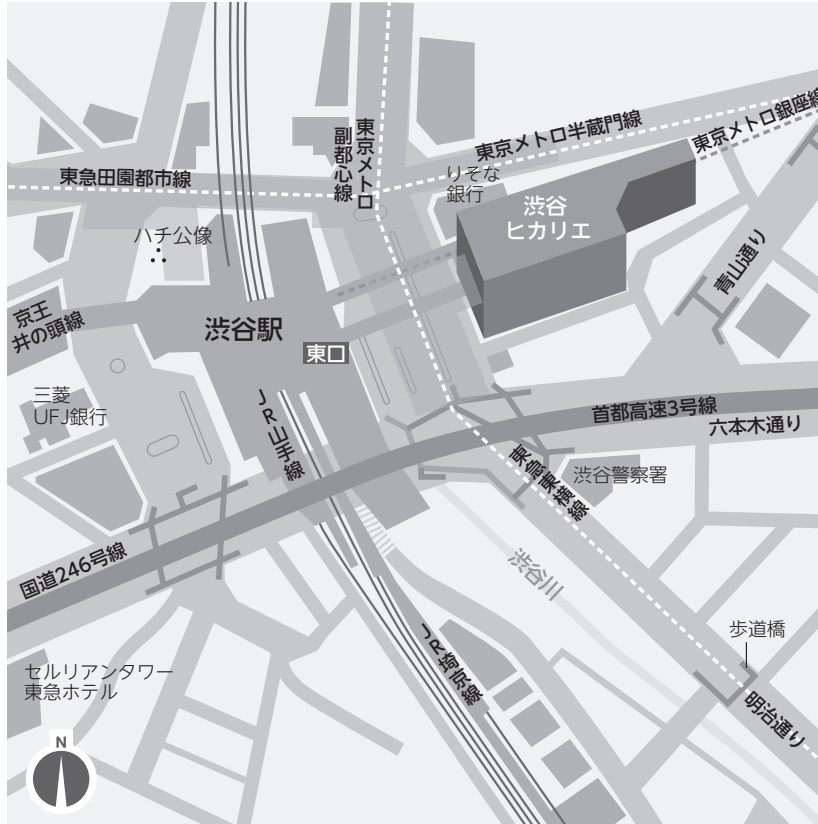 東京メトロ
副都心線
東京メトロ半蔵門線
東京メトロ銀座線
東急田園都市線
りそな
銀行
渋谷
ヒカリエ
ハチ公像
青山通り
京王
井の頭線
渋谷駅
東口
三菱
UFJ銀行
JR山手線
首都高速3号線
六本木通り
東急東横線
渋谷警察署
国道246号線
渋谷川
歩道橋
JR埼京線
セルリアンタワー
東急ホテル
明治通り
N